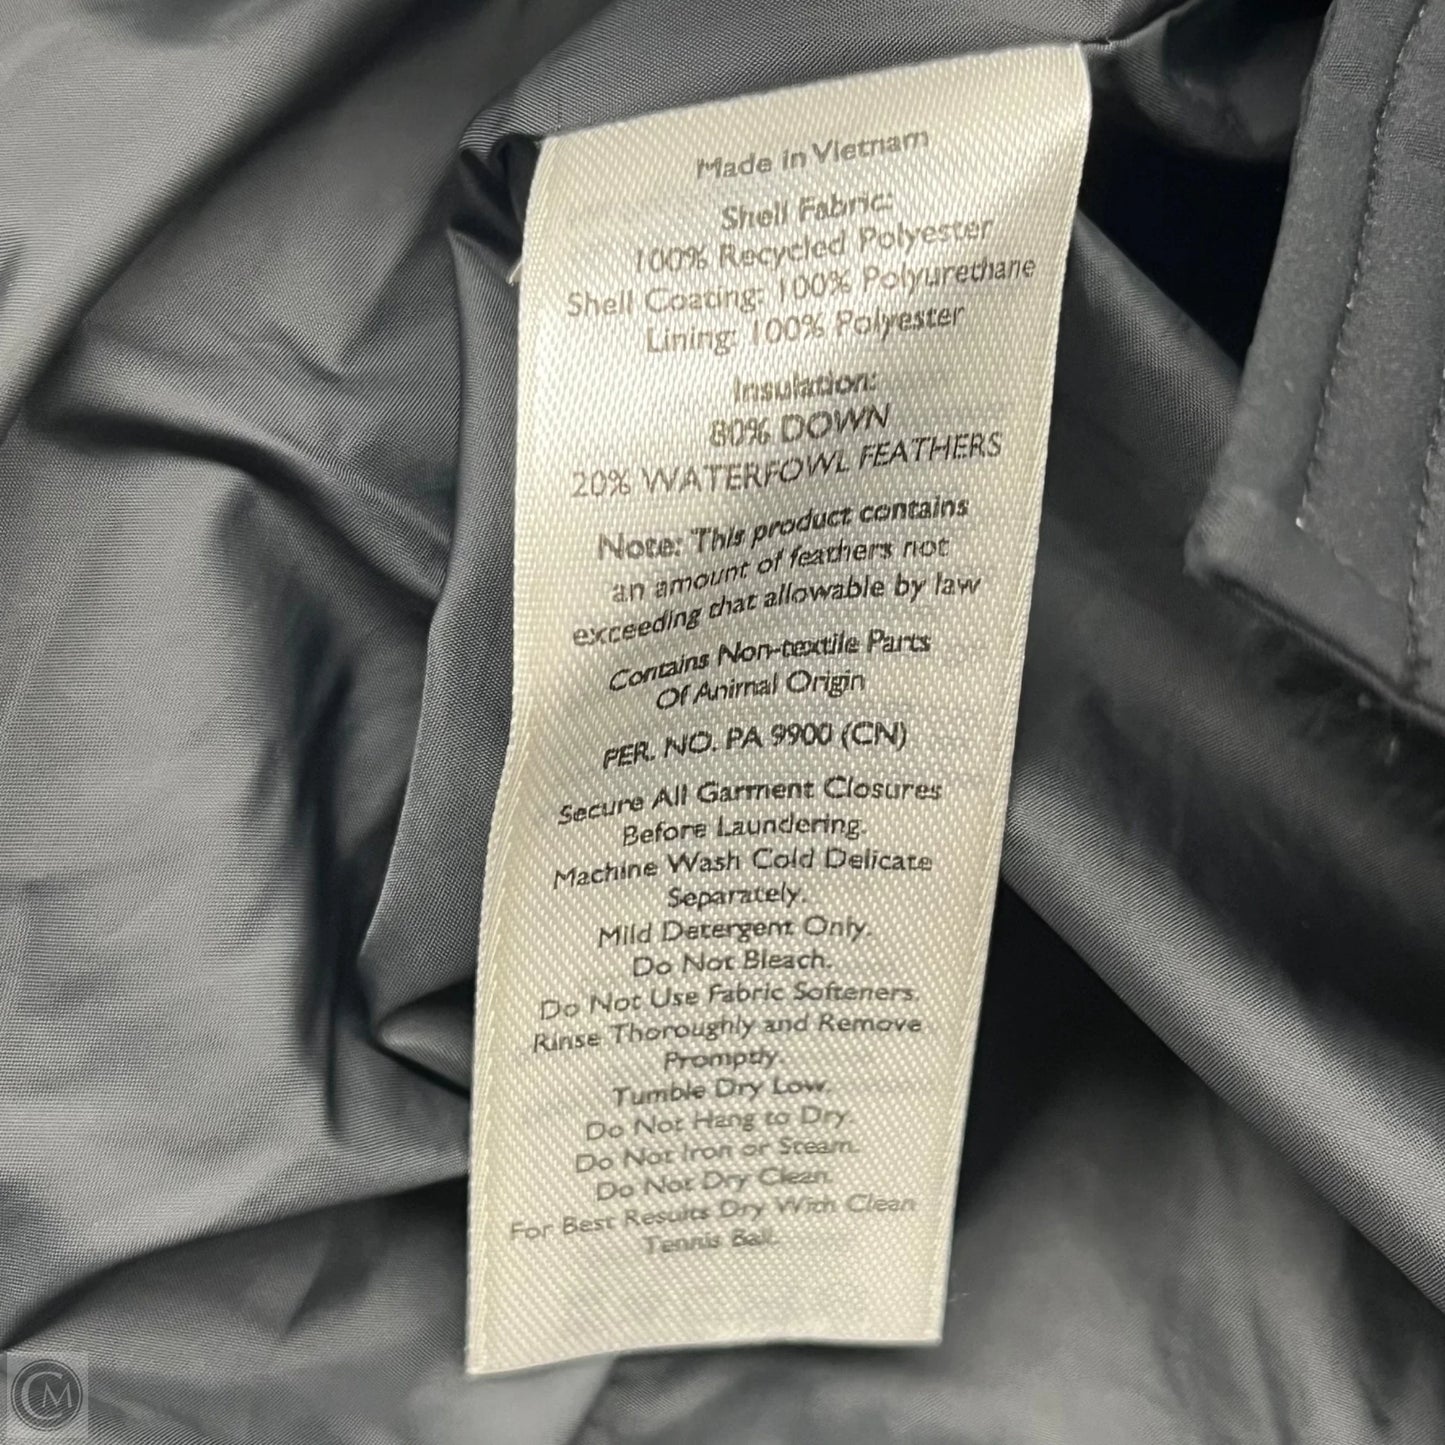 Made in Vietnam
Shell Fabric:
100% Recycled Polyester
Shell Coating: 100% Polyurethane
Lining: 100% Polyester
Insulation:
80% DOWN
20% WATERFOWL FEATHERS
Note: This product contains
an amount of feathers not
exceeding that allowable by law
Contains Non-textile Parts
Of Animal Origin
PER. NO. PA 9900 (CN)
Secure All Garment Closures
Before Laundering.
Machine Wash Cold Delicate
Separately.
Mild Detergent Only.
Do Not Bleach.
Do Not Use Fabric Softeners.
Rinse Thoroughly and Remove
Promptly.
Tumble Dry Low.
Do Not Hang to Dry.
Do Not Iron or Steam.
Do Not Dry Clean.
For Best Results Dry With Clean
Tennis Ball.
CM